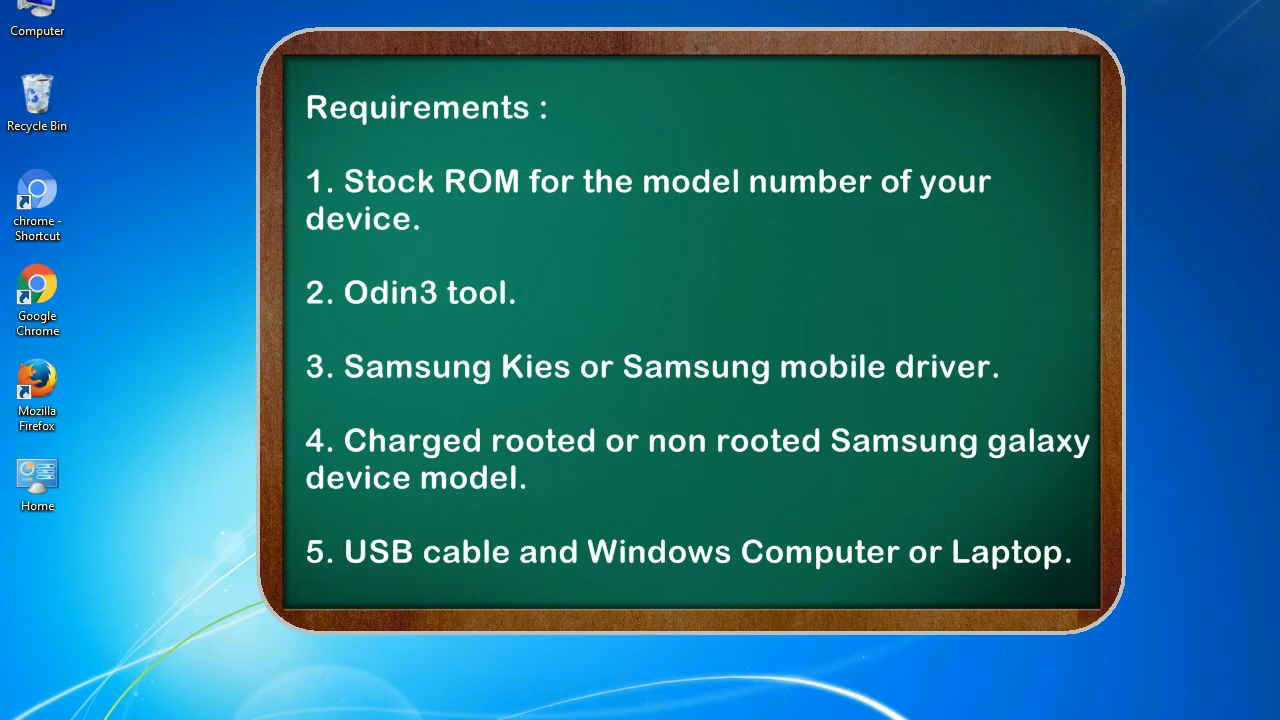 Computer
Recycle Bin
chrome -
Shortcut
Google
Chrome
Mozilla
Firefox
Home
Requirements :
1. Stock ROM for the model number of your
device.
2. Odin3 tool.
3. Samsung Kies or Samsung mobile driver.
4. Charged rooted or non rooted Samsung galaxy
device model.
5. USB cable and Windows Computer or Laptop.